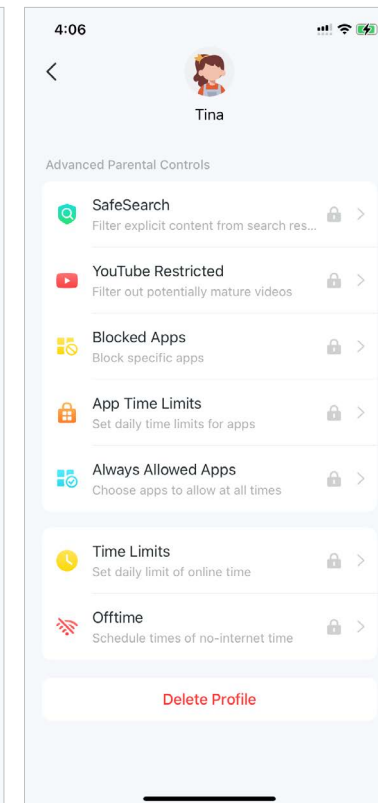 4:06
Tina
Advanced Parental Controls
SafeSearch
Filter explicit content from search res...
YouTube Restricted
Filter out potentially mature videos
Blocked Apps
Block specific apps
App Time Limits
Set daily time limits for apps
Always Allowed Apps
Choose apps to allow at all times
Time Limits
Set daily limit of online time
Offtime
Schedule times of no-internet time
Delete Profile